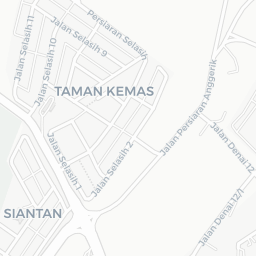 Jalan Selasih 11
Jalan Selasih 10
Jalan Selasih 9
Persiaran Selasih
TAMAN KEMAS
Jalan Selasih 1
Jalan Selasih 2
Jalan Persiaran Anggerik
Jalan Denai 12
Jalan Denai 12/1
SIANTAN